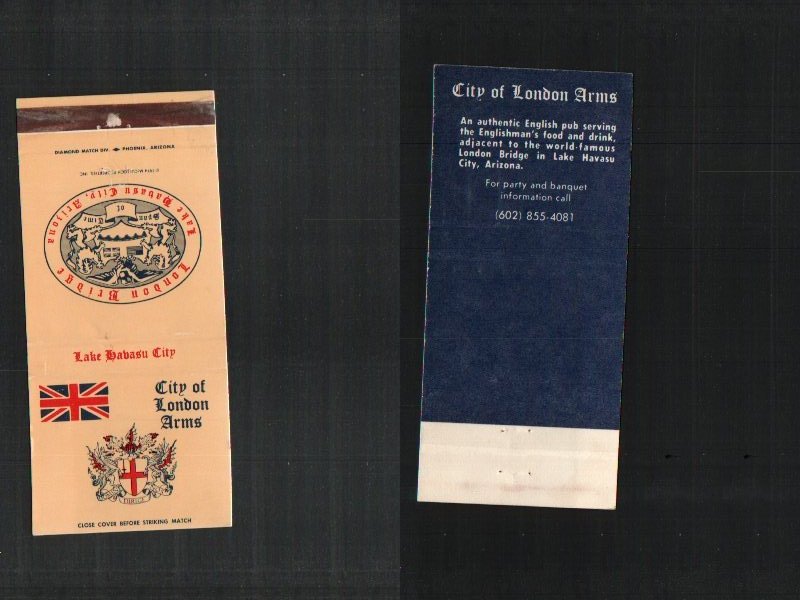 DIAMOND MATCH DIV. PHOENIX, ARIZONA
Lake Havasu City, Arizona
Olde Time
London Bridge
Lake Havasu City
City of
London
Arms
CLOSE COVER BEFORE STRIKING MATCH
City of London Arms
An authentic English pub serving
the Englishman's food and drink,
adjacent to the world-famous
London Bridge in Lake Havasu
City, Arizona.
For party and banquet
information call
(602) 855-4081